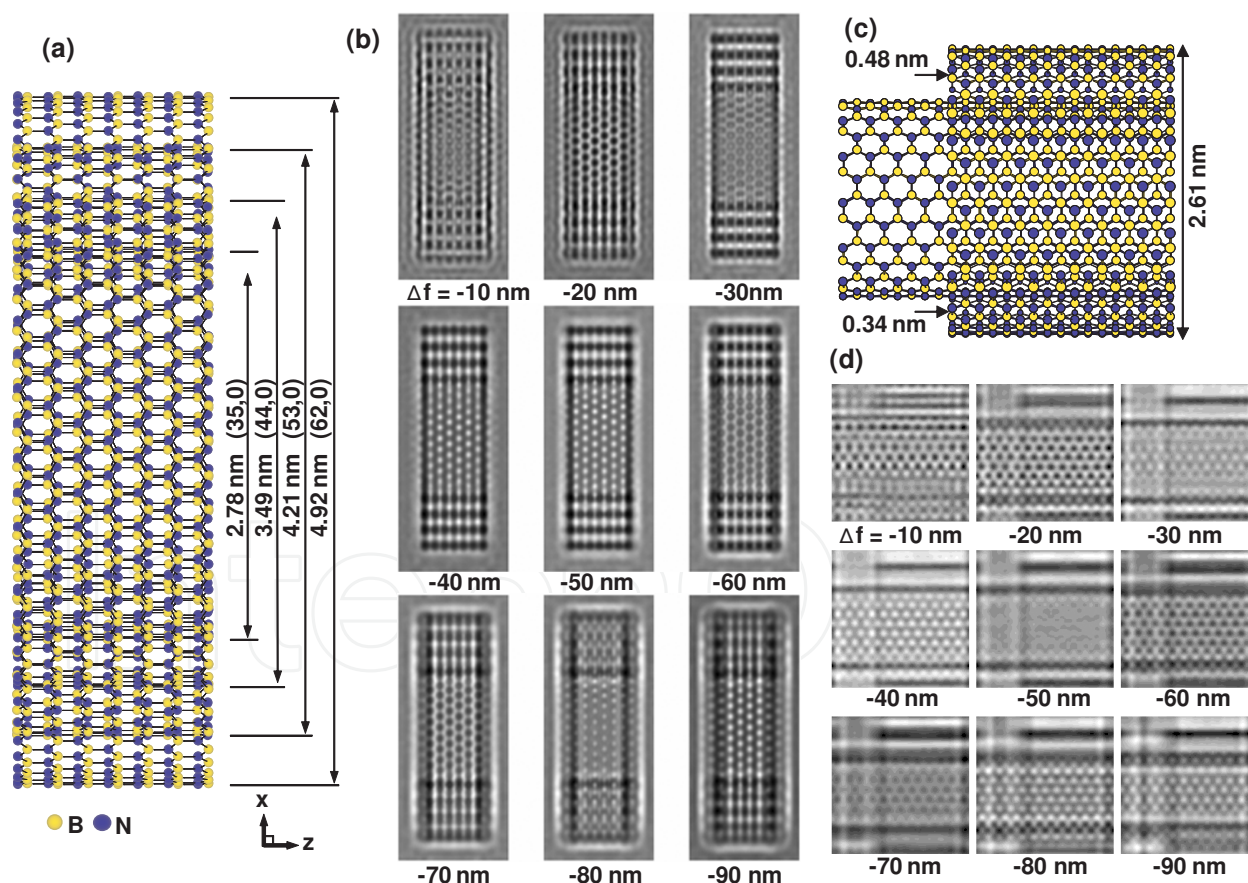 (a)
2.78 nm (35,0)
3.49 nm (44,0)
4.21 nm (53,0)
4.92 nm (62,0)
B
N
x
z
(b)
Δf = -10 nm
-20 nm
-30nm
-40 nm
-50 nm
-60 nm
-70 nm
-80 nm
-90 nm
(c)
0.48 nm
0.34 nm
2.61 nm
(d)
Δf = -10 nm
-20 nm
-30 nm
-40 nm
-50 nm
-60 nm
-70 nm
-80 nm
-90 nm